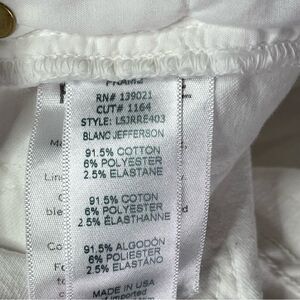 FRAME
RN# 139021
CUT# 1164
STYLE: LSJRRE403
BLANC JEFFERSON
91.5% COTTON
6% POLYESTER
2.5% ELASTANE
91.5% COTON
6% POLYESTER
2.5% ÉLASTHANNE
91.5% ALGODÓN
6% POLIESTER
2.5% ELASTANO
MADE IN USA